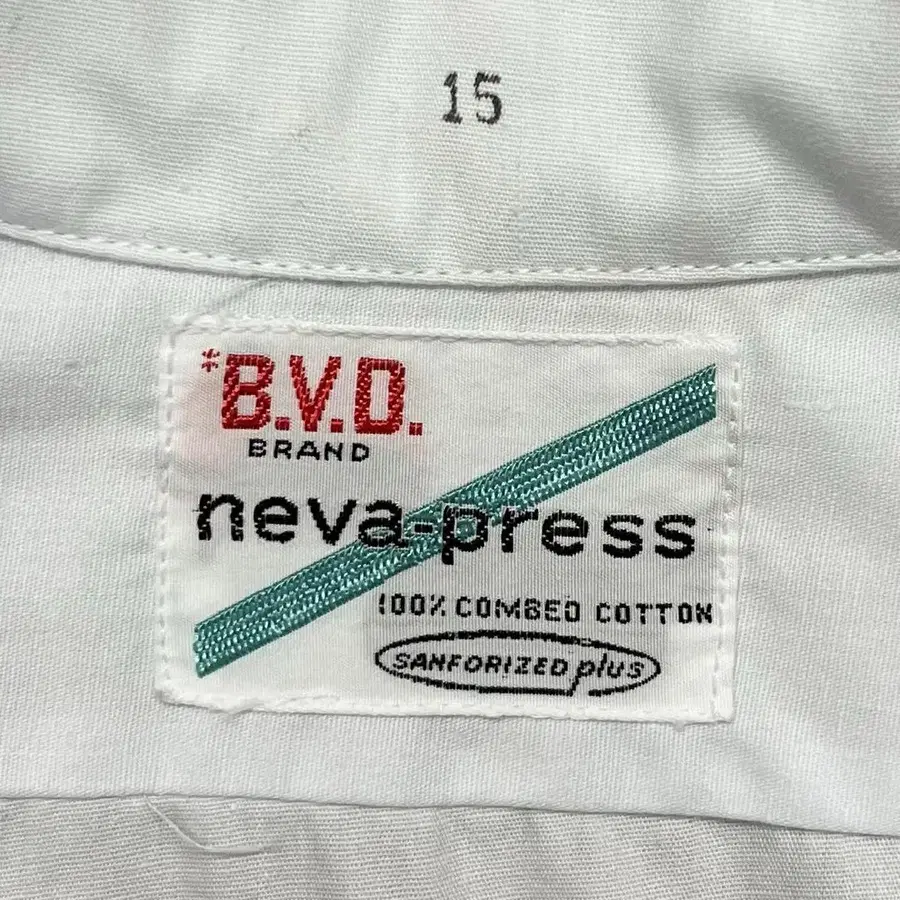 15
*B.V.D.
BRAND
neva-press
100% COMBED COTTON
SANFORIZED plus